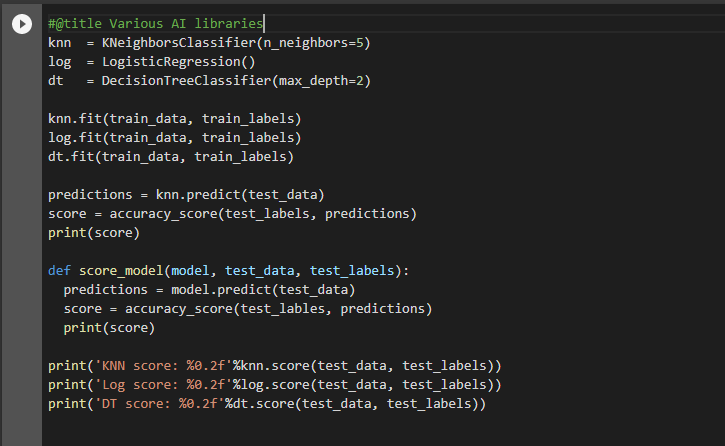 #@title Various AI libraries
knn  = KNeighborsClassifier(n_neighbors=5)
log  = LogisticRegression()
dt   = DecisionTreeClassifier(max_depth=2)
knn.fit(train_data, train_labels)
log.fit(train_data, train_labels)
dt.fit(train_data, train_labels)
predictions = knn.predict(test_data)
score = accuracy_score(test_labels, predictions)
print(score)
def score_model(model, test_data, test_labels):
  predictions = model.predict(test_data)
  score = accuracy_score(test_lables, predictions)
  print(score)
print('KNN score: %0.2f'%knn.score(test_data, test_labels))
print('Log score: %0.2f'%log.score(test_data, test_labels))
print('DT score: %0.2f'%dt.score(test_data, test_labels))